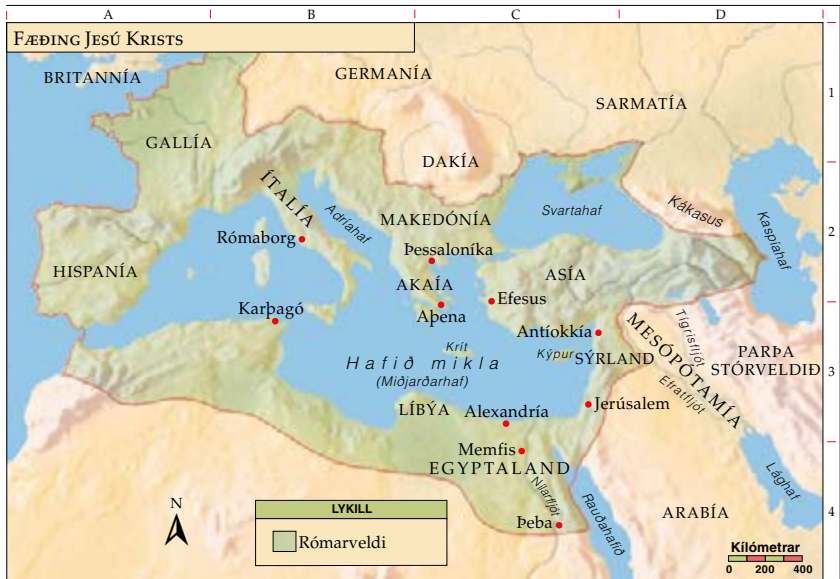 A B C D
FÆÐING JESÚ KRISTS
BRITANNÍA
GERMANÍA
1
SARMATÍA
GALLÍA
DAKÍA
ÍTALÍA
Adríahaf
MAKEDÓNÍA
Svartahaf
Kákasus
Kaspíahaf
2
Rómaborg
Þessaloníka
HISPANÍA
ASÍA
AKAÍA
Efesus
Karþagó
Aþena
Antíokkía
MESÓPÓTAMÍA
Tígrisfljót
Krít
Kýpur
SÝRLAND
PARÞA
STÓRVELDIÐ
3
Hafið mikla
(Miðjarðarhaf)
Efratfljót
LÍBÝA
Alexandría
Jerúsalem
Memfis
EGYPTALAND
Nílarfljót
Rauðahafið
Lághaf
N
LYKILL
Rómarveldi
Þeba
ARABÍA
4
Kílómetrar
0 200 400